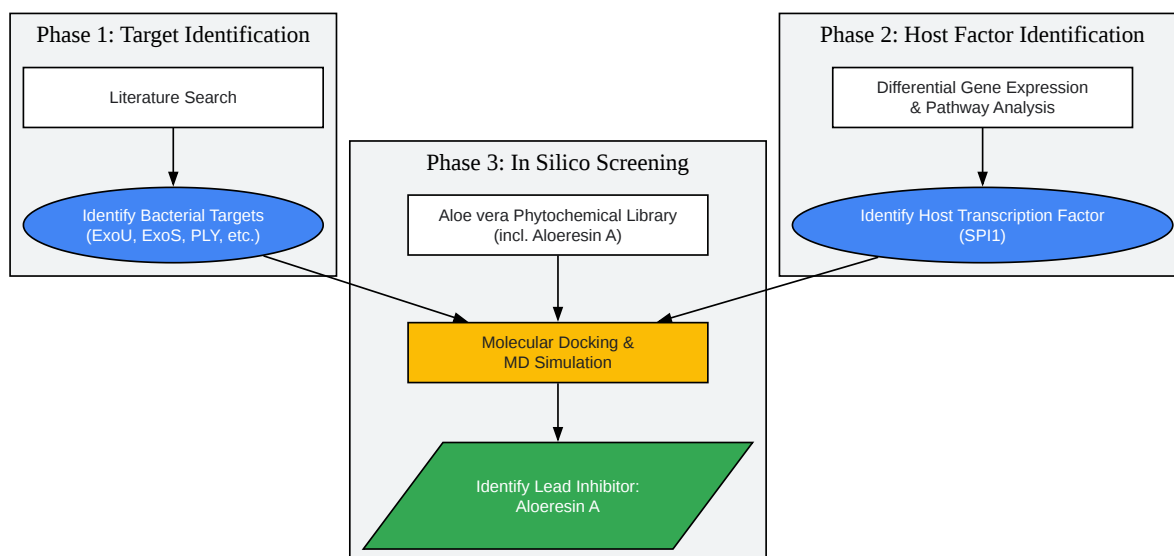 Phase 1: Target Identification
Literature Search
Identify Bacterial Targets
(ExoU, ExoS, PLY, etc.)
Phase 2: Host Factor Identification
Differential Gene Expression
& Pathway Analysis
Identify Host Transcription Factor
(SPI1)
Phase 3: In Silico Screening
Aloe vera Phytochemical Library
(incl. Aloeresin A)
Molecular Docking &
MD Simulation
Identify Lead Inhibitor:
Aloeresin A